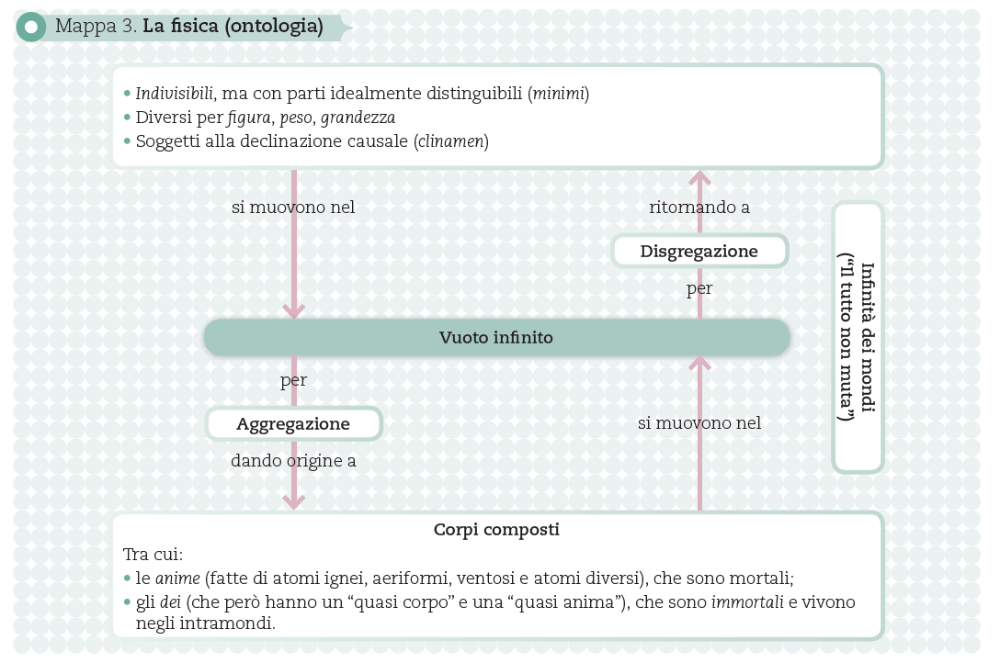 Mappa 3. La fisica (ontologia)
• Indivisibili, ma con parti idealmente distinguibili (minimi)
• Diversi per figura, peso, grandezza
• Soggetti alla declinazione causale (clinamen)
si muovono nel
ritornando a
Disgregazione
per
Vuoto infinito
per
Aggregazione
dando origine a
si muovono nel
Infinità dei mondi
(“Il tutto non muta”)
Corpi composti
Tra cui:
• le anime (fatte di atomi ignei, aeriformi, ventosi e atomi diversi), che sono mortali;
• gli dei (che però hanno un “quasi corpo” e una “quasi anima”), che sono immortali e vivono
negli intramondi.